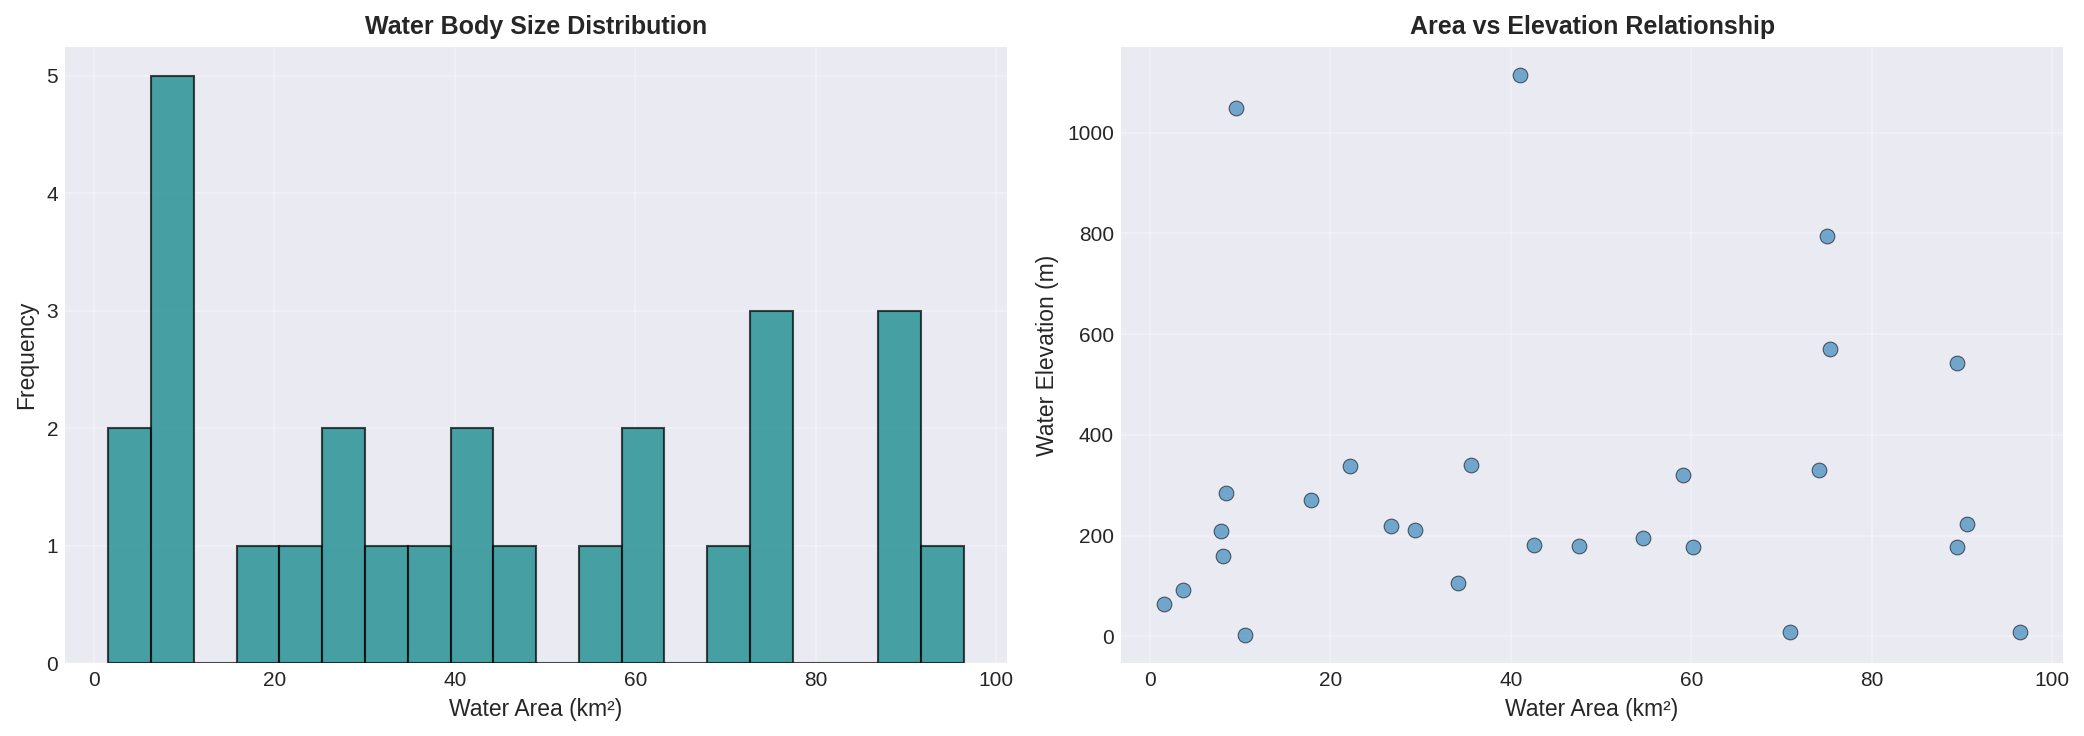 Water Body Size Distribution
5
4
3
2
1
0
Frequency
0 20 40 60 80 100
Water Area (km²)
Area vs Elevation Relationship
1000
800
600
400
200
0
Water Elevation (m)
0 20 40 60 80 100
Water Area (km²)